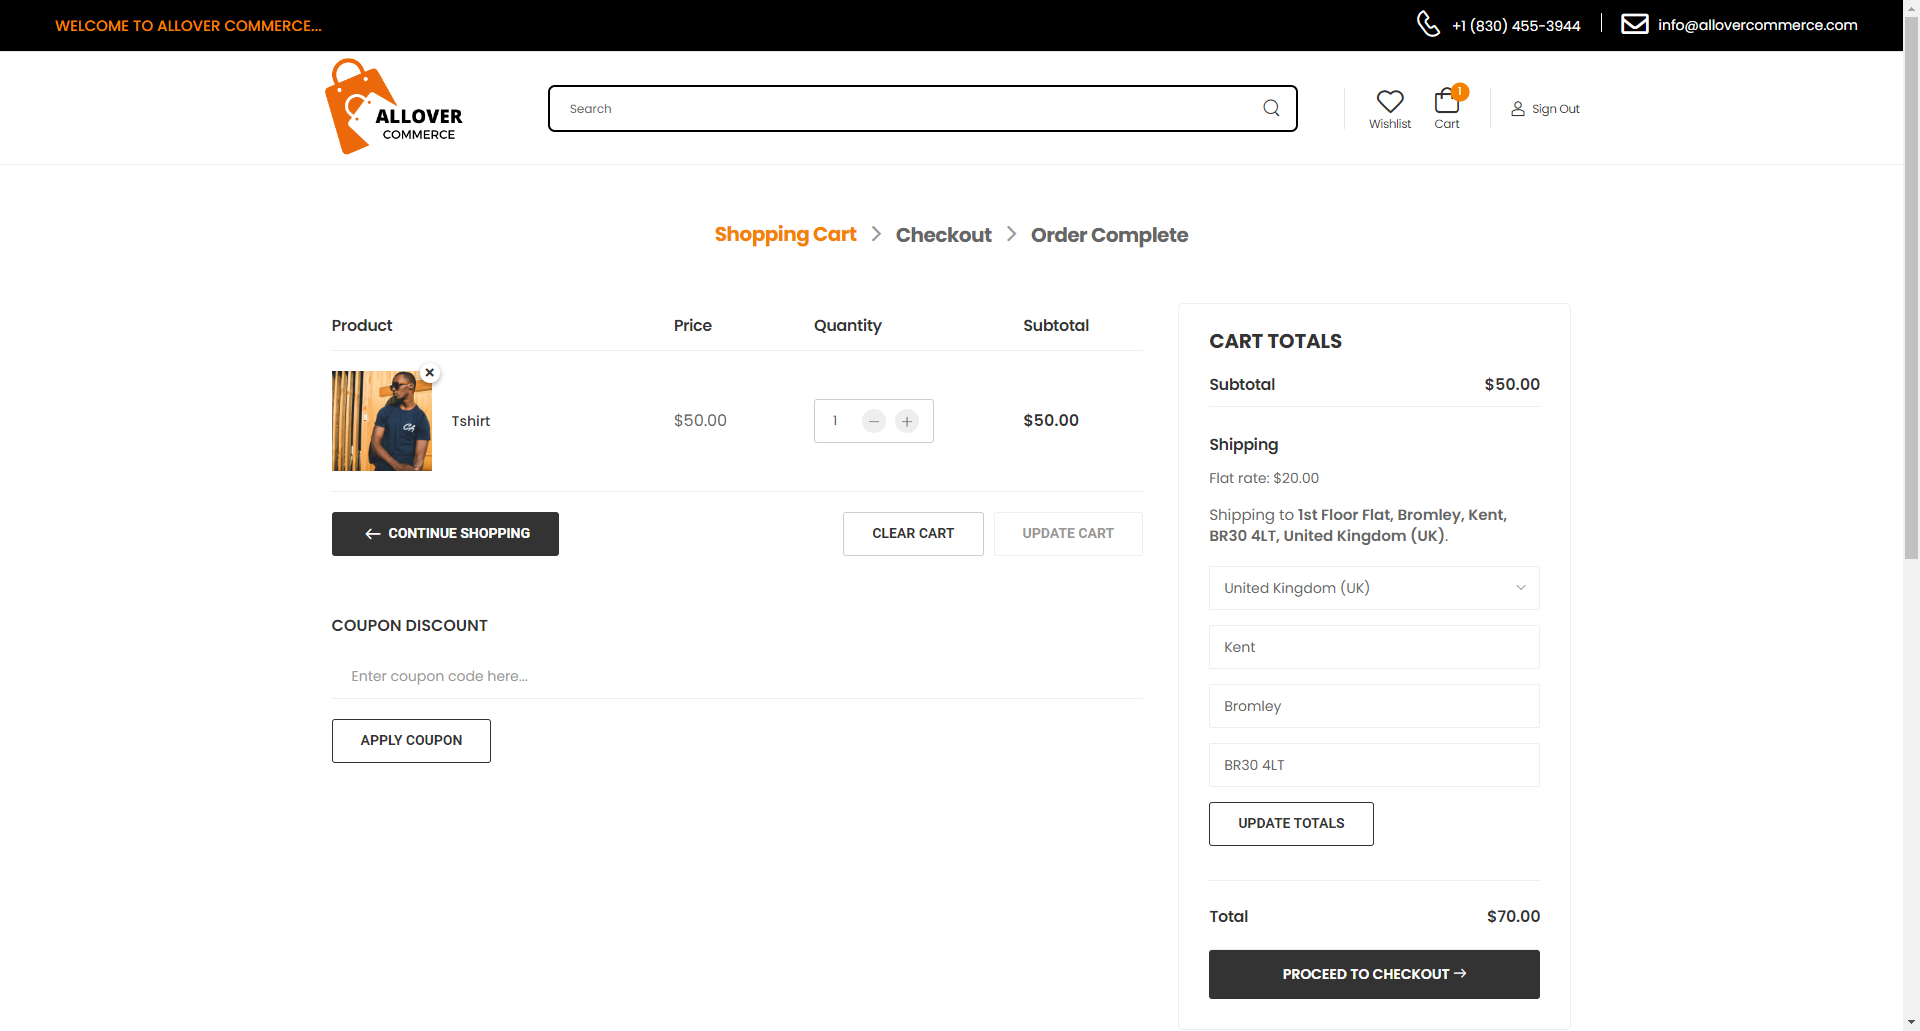 WELCOME TO ALLOVER COMMERCE...
+1 (830) 455-3944
info@allovercommerce.com
ALLOVER
COMMERCE
Search
Wishlist
1
Cart
Sign Out
Shopping Cart
Checkout
Order Complete
Product
Price
Quantity
Subtotal
Tshirt
$50.00
1
$50.00
CONTINUE SHOPPING
CLEAR CART
UPDATE CART
COUPON DISCOUNT
Enter coupon code here...
APPLY COUPON
CART TOTALS
Subtotal
$50.00
Shipping
Flat rate: $20.00
Shipping to 1st Floor Flat, Bromley, Kent,
BR30 4LT, United Kingdom (UK).
United Kingdom (UK)
Kent
Bromley
BR30 4LT
UPDATE TOTALS
Total
$70.00
PROCEED TO CHECKOUT